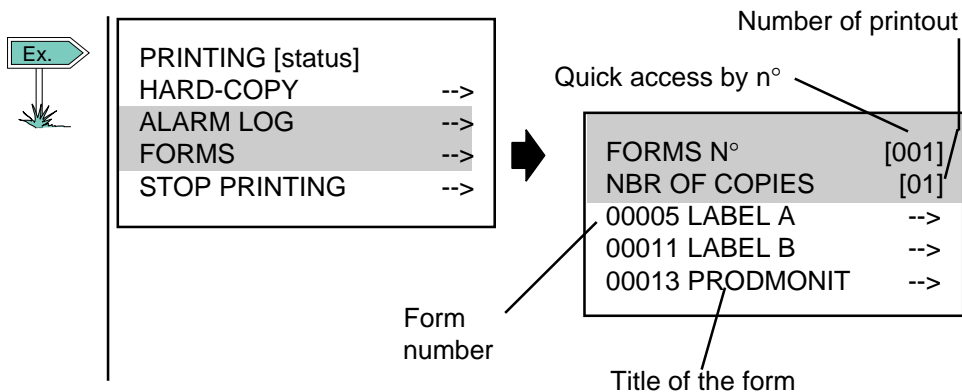 Ex.
PRINTING [status]
HARD-COPY -->
ALARM LOG -->
FORMS -->
STOP PRINTING -->
Number of printout
Quick access by n°
FORMS N° [001]
NBR OF COPIES [01]
00005 LABEL A -->
00011 LABEL B -->
00013 PRODMONIT -->
Form
number
Title of the form